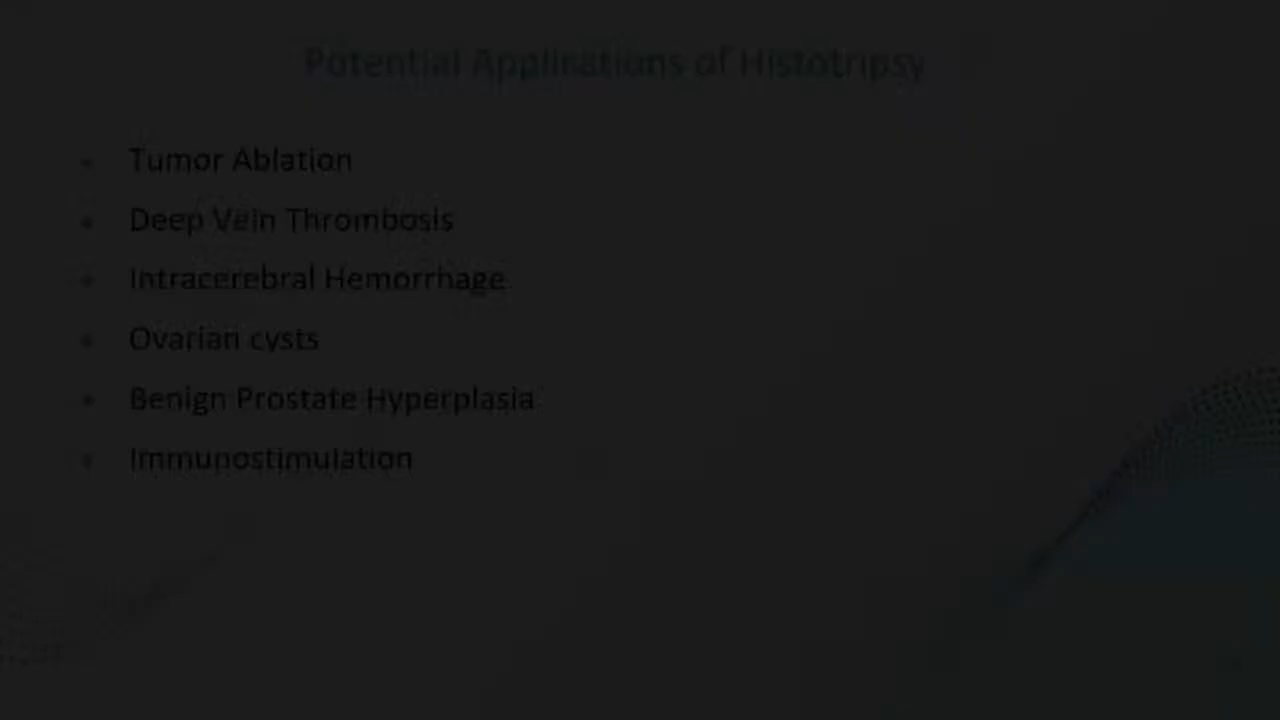 Potential Applications of Histotripsy
• Tumor Ablation
• Deep Vein Thrombosis
• Intracerebral Hemorrhage
• Ovarian cysts
• Benign Prostate Hyperplasia
• Immunostimulation